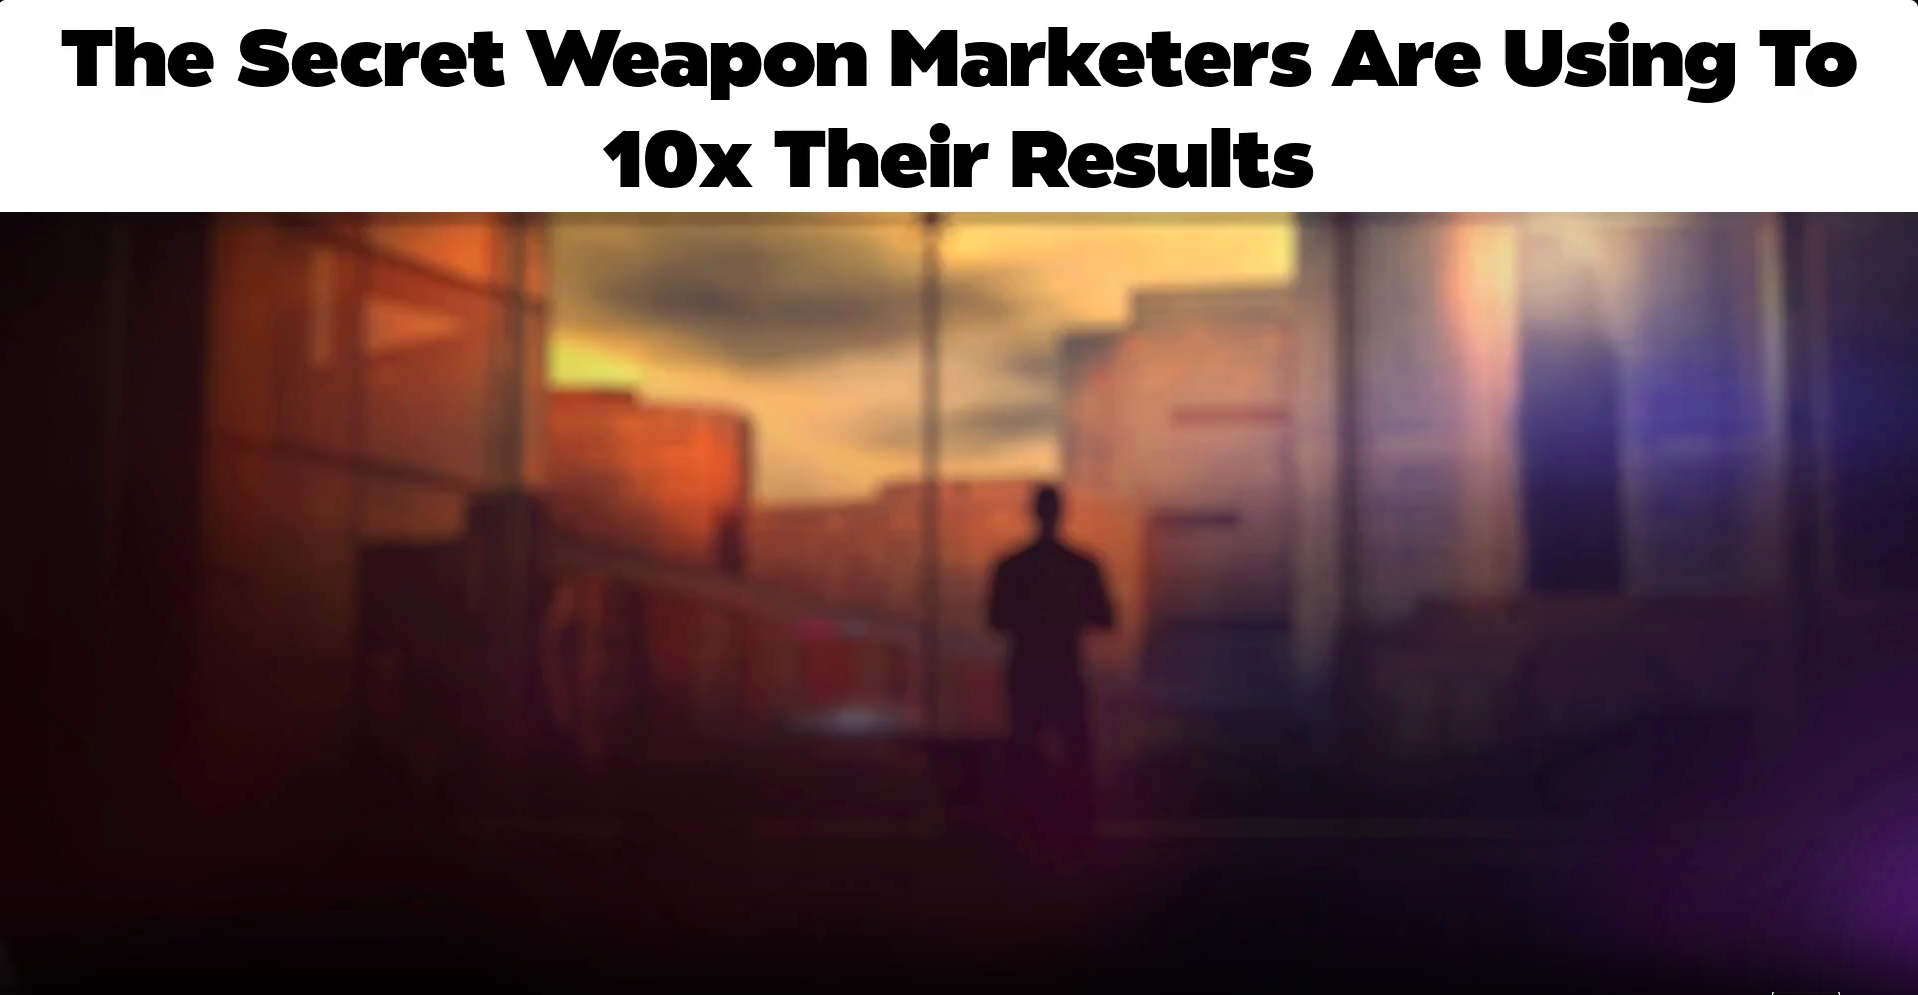 The Secret Weapon Marketers Are Using To
10x Their Results